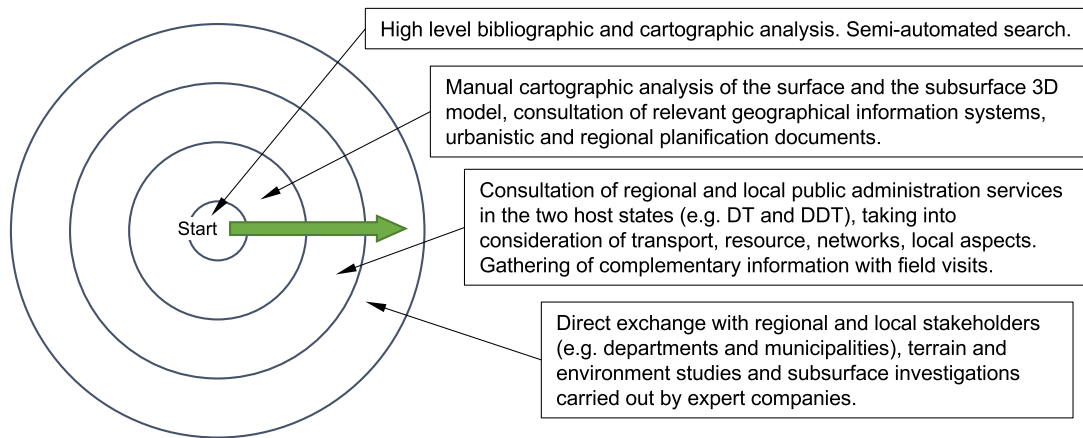 High level bibliographic and cartographic analysis. Semi-automated search.
Manual cartographic analysis of the surface and the subsurface 3D
model, consultation of relevant geographical information systems,
urbanistic and regional planification documents.
Consultation of regional and local public administration services
in the two host states (e.g. DT and DDT), taking into
consideration of transport, resource, networks, local aspects.
Gathering of complementary information with field visits.
Start
Direct exchange with regional and local stakeholders
(e.g. departments and municipalities), terrain and
environment studies and subsurface investigations
carried out by expert companies.